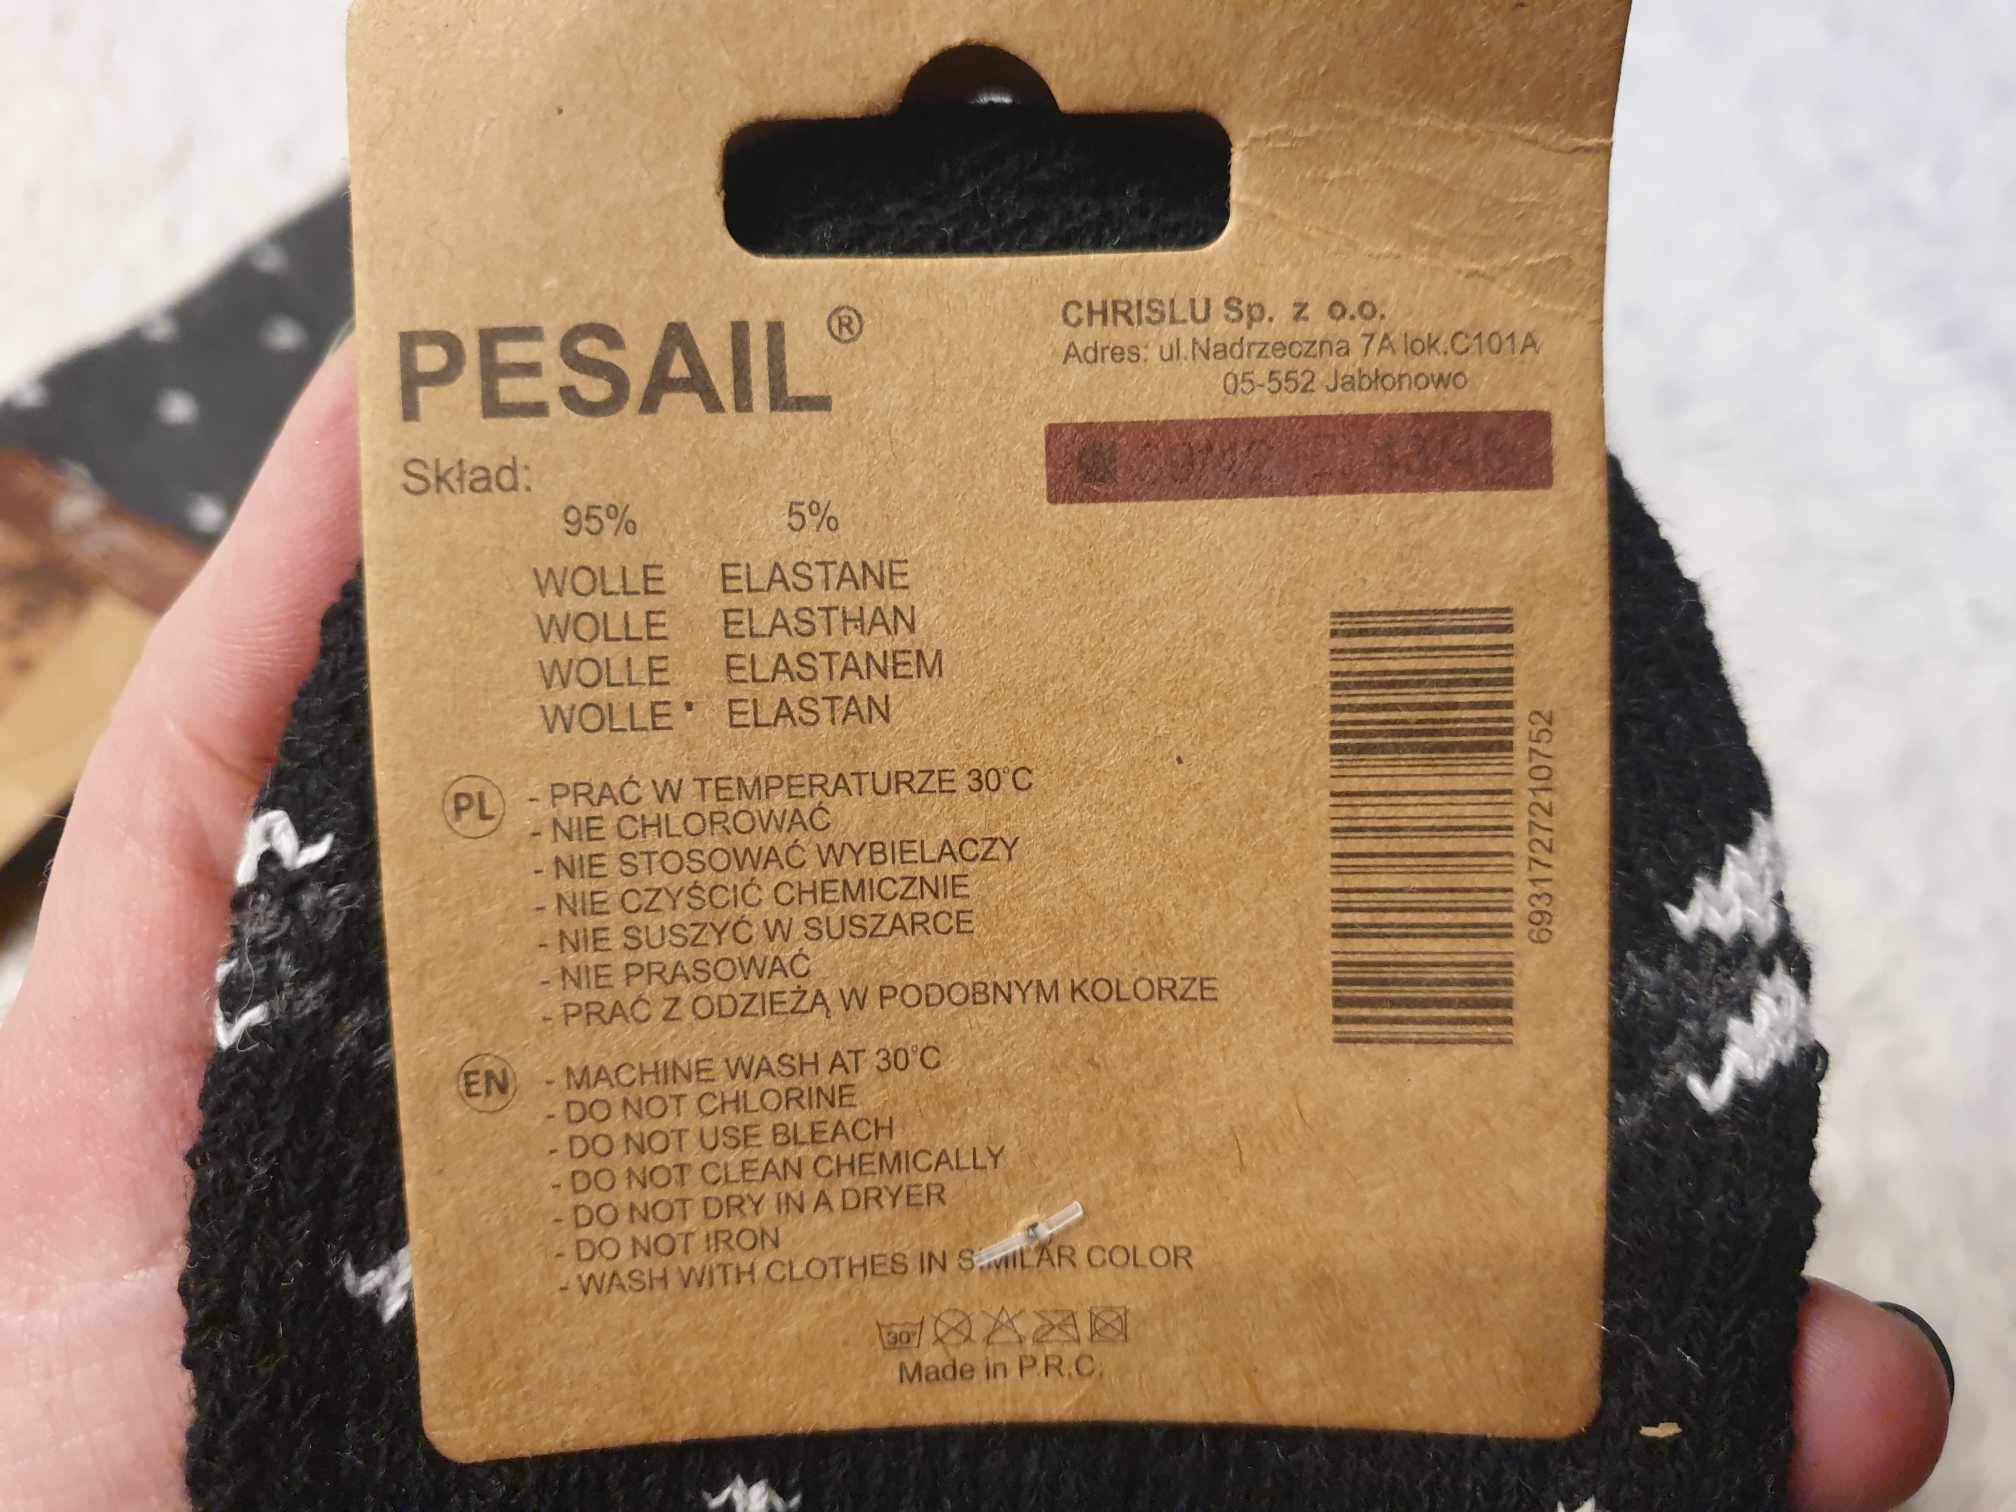 PESAIL®
CHRISLU Sp. z o.o.
Adres: ul.Nadrzeczna 7A lok.C101A
05-552 Jabłonowo
Skład:
95% 5%
WOLLE ELASTANE
WOLLE ELASTHAN
WOLLE ELASTANEM
WOLLE ELASTAN
PL
- PRAĆ W TEMPERATURZE 30°C
- NIE CHLOROWAĆ
- NIE STOSOWAĆ WYBIELACZY
- NIE CZYŚCIĆ CHEMICZNIE
- NIE SUSZYĆ W SUSZARCE
- NIE PRASOWAĆ
- PRAĆ Z ODZIEŻĄ W PODOBNYM KOLORZE
EN
- MACHINE WASH AT 30°C
- DO NOT CHLORINE
- DO NOT USE BLEACH
- DO NOT CLEAN CHEMICALLY
- DO NOT DRY IN A DRYER
- DO NOT IRON
- WASH WITH CLOTHES IN SIMILAR COLOR
30°
Made in P.R.C.
6931727210752